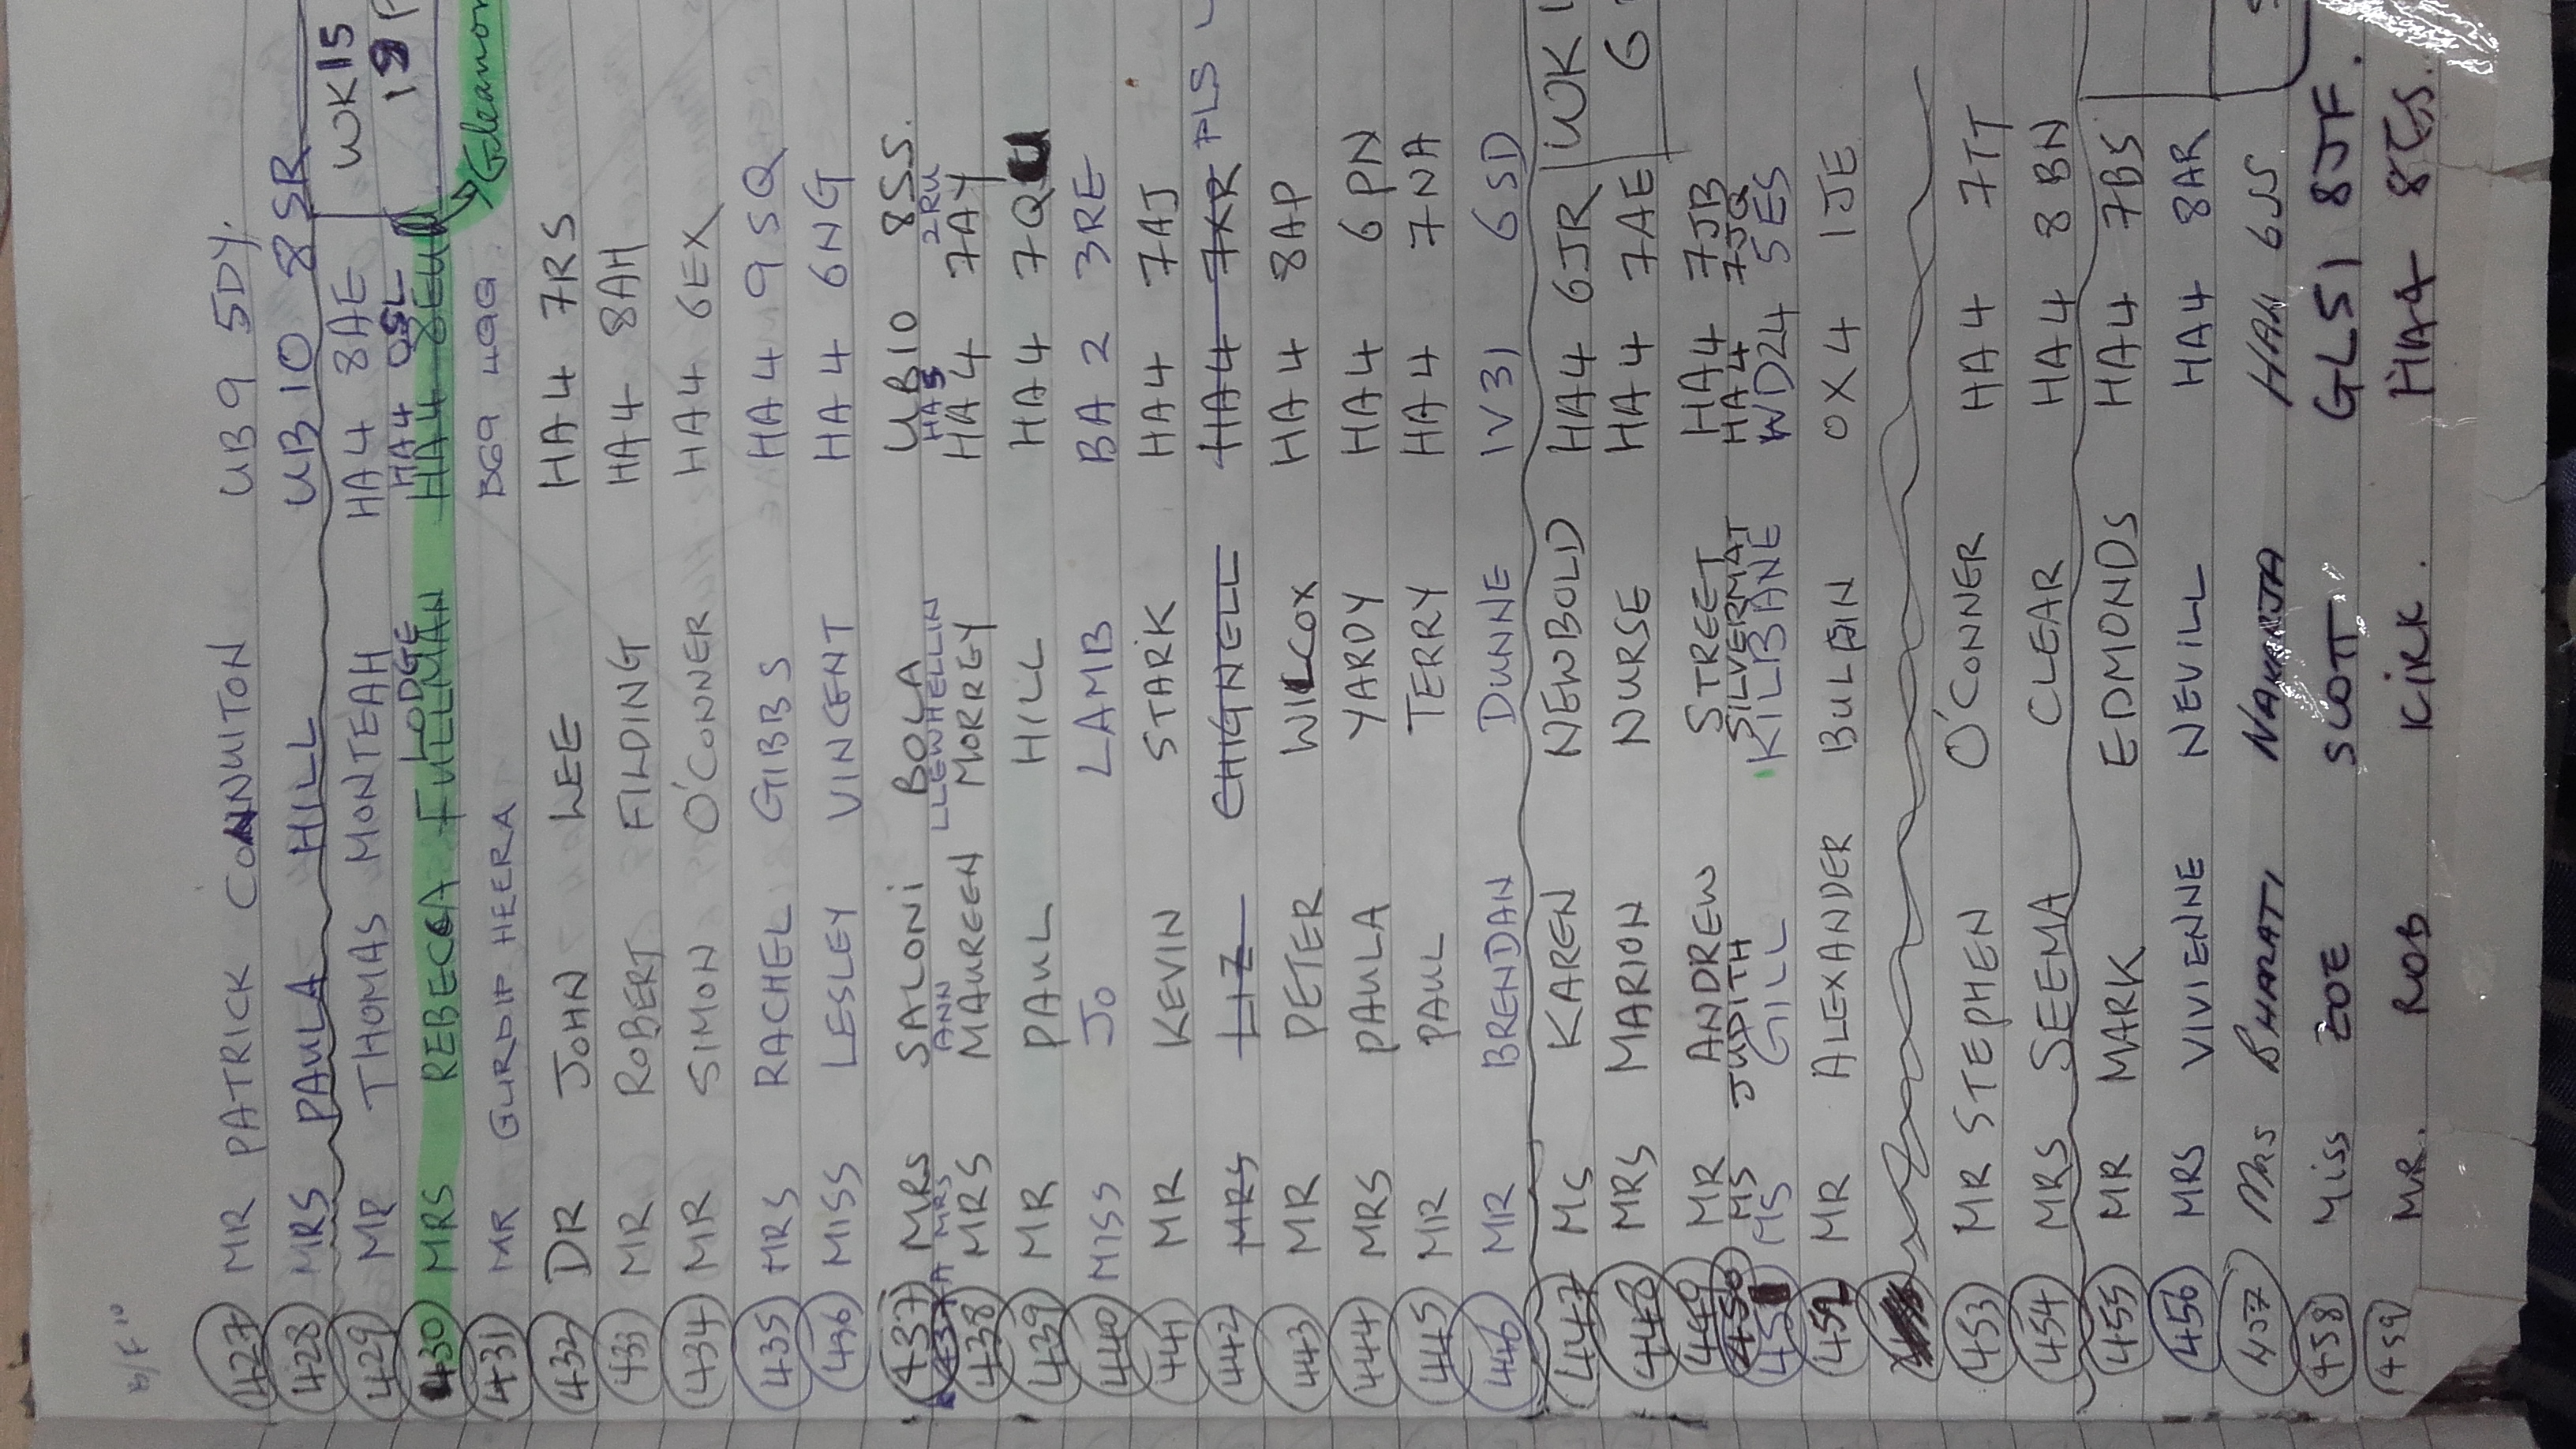 B/F 10
427 MR PATRICK CONNUITON UB9 5DY.
428 MRS PAULA HILL UB10 8SR
429 MR THOMAS MONTEAH HA4 8AE WK15
LODGE HA4 0SL
430 MRS REBECCA FULLMAN HA4 8EU
431 MR GURDIP HEERA B69 4QQ Eleanor
432 DR JOHN LEE HA4 7RS
433 MR ROBERT FILDING HA4 8AH
434 MR SIMON O'CONNER HA4 6EX
435 MRS RACHEL GIBBS HA4 9SQ
436 MISS LESLEY VINCENT HA4 6NG
437 MRS SALONI BOLA UB10 8SS.
437A MRS ANN LLEWHELLIN HA5 2RU
438 MRS MAUREEN MORREY HA4 7AY
439 MR PAUL HILL HA4 7QU
440 MISS JO LAMB BA2 3RE
441 MR KEVIN STARK HA4 7AJ
442 MRS LIZ CHIGNELL HA4 7XR PLS
443 MR PETER WILCOX HA4 8AP
444 MRS PAULA YARDY HA4 6PN
445 MR PAUL TERRY HA4 7NA
446 MR BRENDAN DUNNE IV31 6SD
447 MS KAREN NEWBOLD HA4 6JR WK
448 MRS MARION NURSE HA4 7AE 6
449 MR ANDREW STREET HA4 7JB
450 MS JUDITH SILVERMAT HA4 7JQ
451 MS GILL KILBANE WD24 5ES
452 MR ALEXANDER BULPIN OX4 1JE
453 MR STEPHEN O'CONNER HA4 7TT
454 MRS SEEMA CLEAR HA4 8BN
455 MR MARK EDMONDS HA4 7BS
456 MRS VIVIENNE NEVILL HA4 8AR
457 Mrs BHARATI HA4 6SS
458 Miss ZOE SCOTT GL51 8JF.
459 MR. ROB KIRK. HA4 8ES.